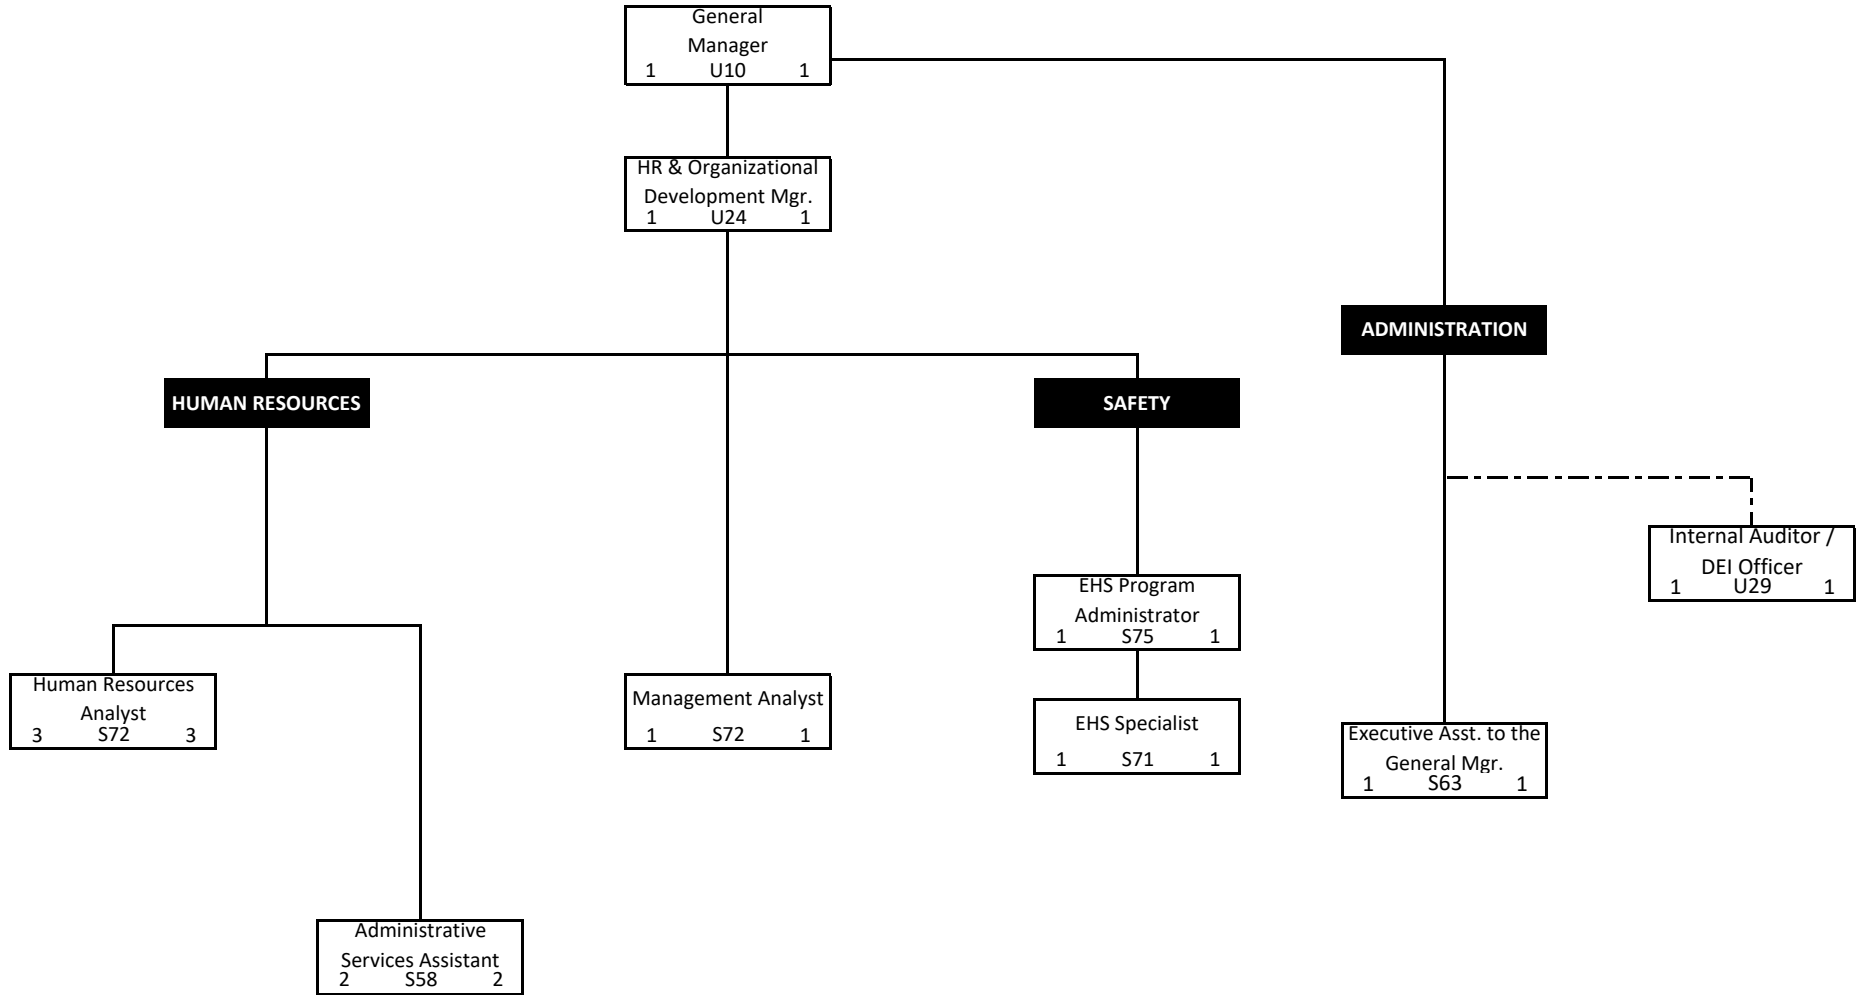 General
Manager
1 U10 1
HR & Organizational
Development Mgr.
1 U24 1
ADMINISTRATION
HUMAN RESOURCES
SAFETY
Internal Auditor /
DEI Officer
1 U29 1
EHS Program
Administrator
1 S75 1
Human Resources
Analyst
3 S72 3
Management Analyst
1 S72 1
EHS Specialist
1 S71 1
Executive Asst. to the
General Mgr.
1 S63 1
Administrative
Services Assistant
2 S58 2